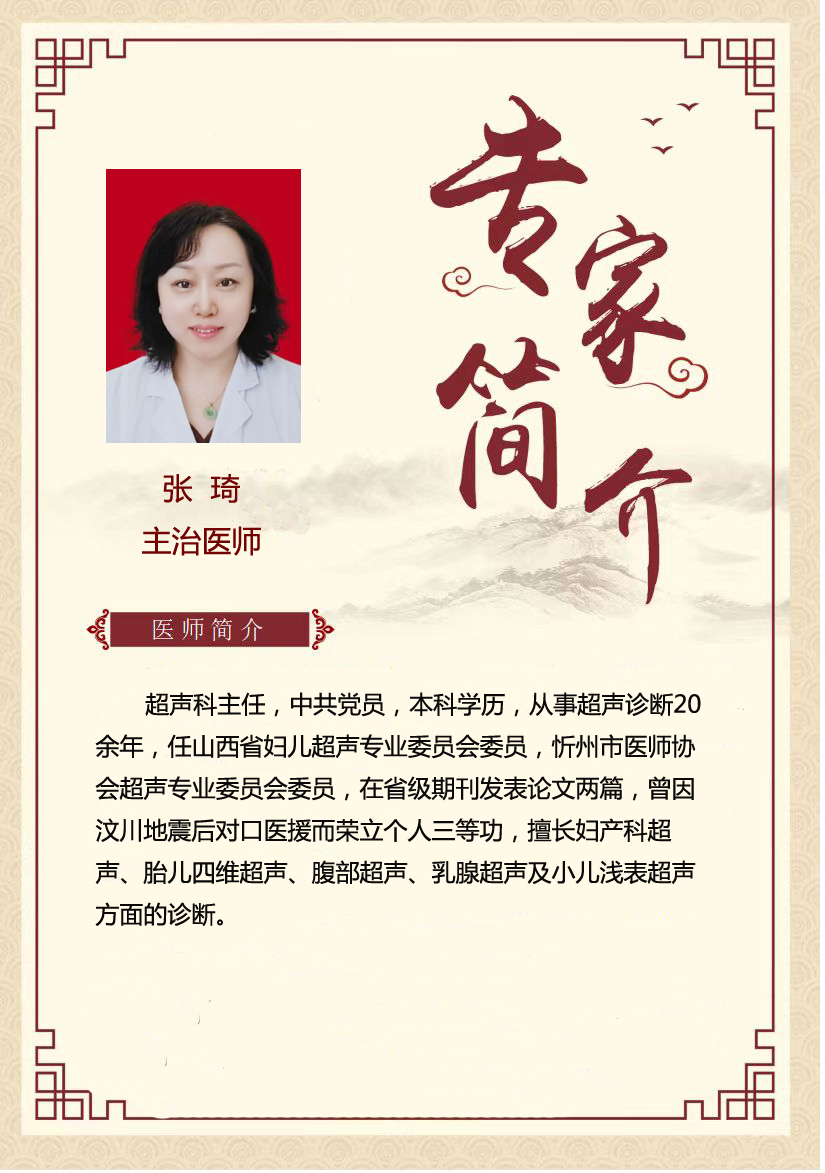 专家简介
张 琦
主治医师
医师简介
超声科主任，中共党员，本科学历，从事超声诊断20
余年，任山西省妇儿超声专业委员会委员，忻州市医师协
会超声专业委员会委员，在省级期刊发表论文两篇，曾因
汶川地震后对口医援而荣立个人三等功，擅长妇产科超
声、胎儿四维超声、腹部超声、乳腺超声及小儿浅表超声
方面的诊断。